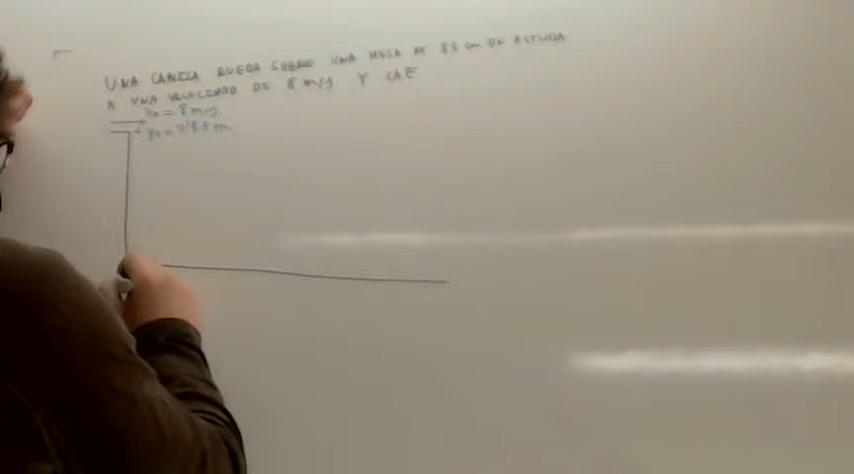 UNA CANICA RUEDA SOBRE UNA MESA DE 85 cm DE ALTURA
A UNA VELOCIDAD DE 8 m/s Y CAE
= 8 m/s
y₀ = 0'85 m